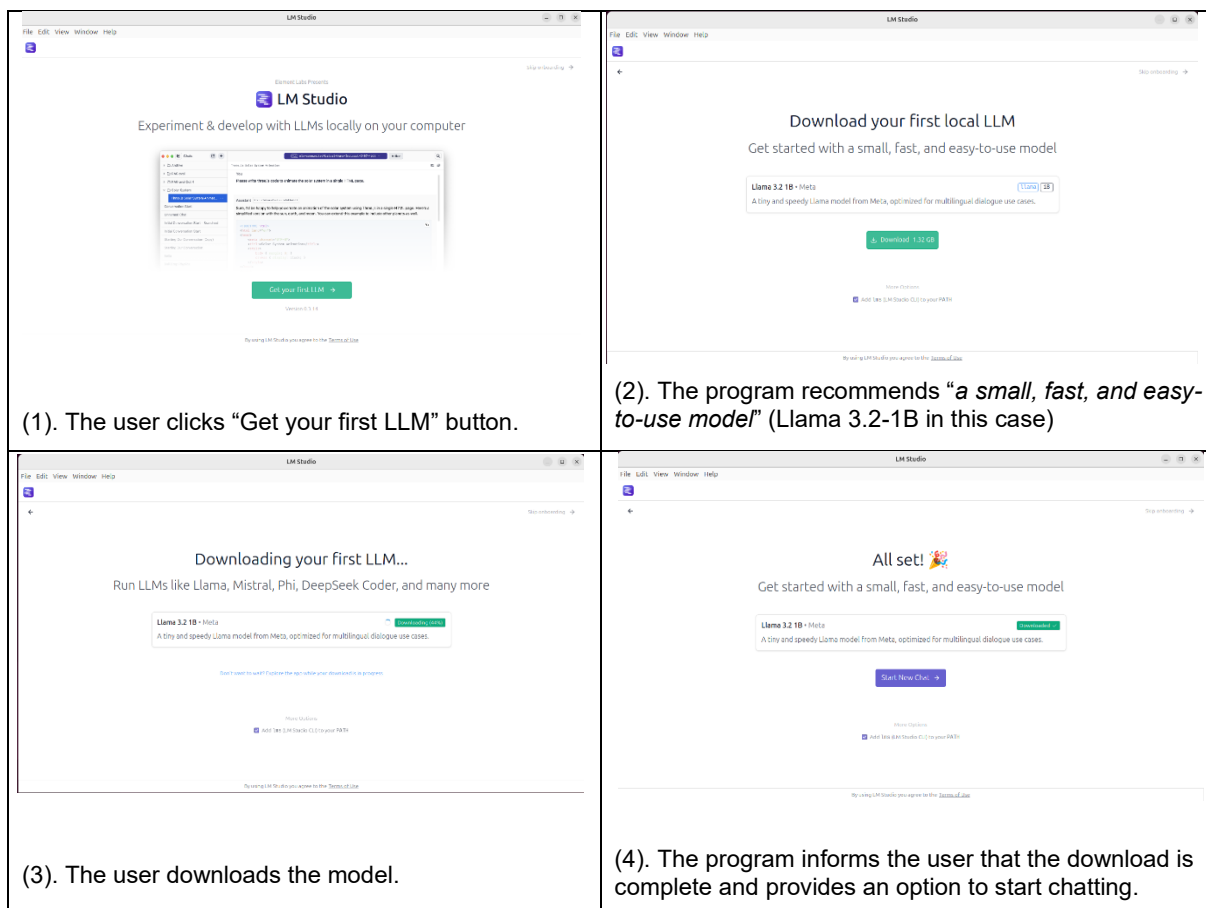 LM Studio
File Edit View Window Help
Skip onboarding →
Element Labs Presents
LM Studio
Experiment & develop with LLMs locally on your computer
Get your first LLM →
By using LM Studio you agree to the Terms of Use
(1). The user clicks “Get your first LLM” button.
LM Studio
File Edit View Window Help
← Skip onboarding →
Download your first local LLM
Get started with a small, fast, and easy-to-use model
Llama 3.2 1B • Meta llama 1B
A tiny and speedy Llama model from Meta, optimized for multilingual dialogue use cases.
Download 1.32 GB
More Options
Add lms (LM Studio CLI) to your PATH
By using LM Studio you agree to the Terms of Use
(2). The program recommends “a small, fast, and easy-
to-use model” (Llama 3.2-1B in this case)
LM Studio
File Edit View Window Help
← Skip onboarding →
Downloading your first LLM...
Run LLMs like Llama, Mistral, Phi, DeepSeek Coder, and many more
Llama 3.2 1B • Meta Downloading
A tiny and speedy Llama model from Meta, optimized for multilingual dialogue use cases.
Don't want to wait? Explore the app while your download is in progress.
More Options
Add lms (LM Studio CLI) to your PATH
By using LM Studio you agree to the Terms of Use
(3). The user downloads the model.
LM Studio
File Edit View Window Help
← Skip onboarding →
All set! 🎉
Get started with a small, fast, and easy-to-use model
Llama 3.2 1B • Meta Downloaded ✓
A tiny and speedy Llama model from Meta, optimized for multilingual dialogue use cases.
Start New Chat →
More Options
Add lms (LM Studio CLI) to your PATH
By using LM Studio you agree to the Terms of Use
(4). The program informs the user that the download is
complete and provides an option to start chatting.